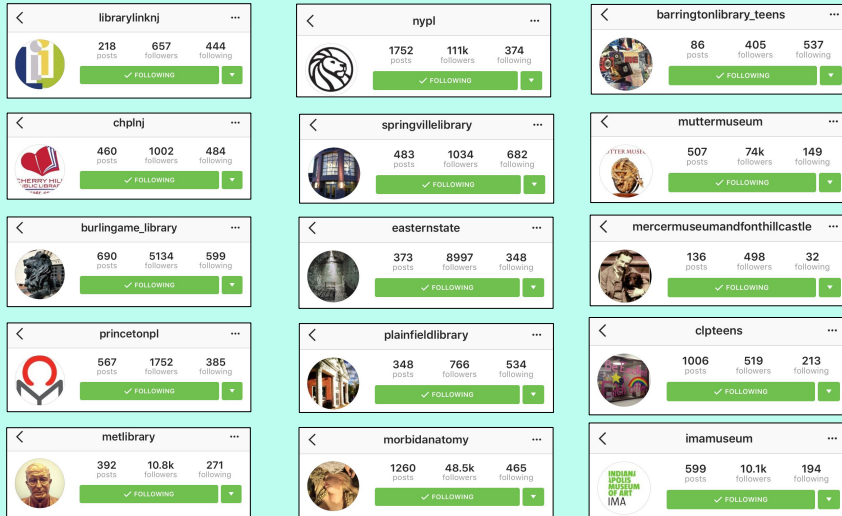 librarylinknj
218 657 444
posts followers following
✓ FOLLOWING
chplnj
460 1002 484
posts followers following
CHERRY HILL
✓ FOLLOWING
burlingame_library
690 5134 599
posts followers following
✓ FOLLOWING
princetonpl
567 1752 385
posts followers following
✓ FOLLOWING
metlibrary
392 10.8k 271
posts followers following
✓ FOLLOWING
nypl
1752 111k 374
posts followers following
✓ FOLLOWING
springvillelibrary
483 1034 682
posts followers following
✓ FOLLOWING
easternstate
373 8997 348
posts followers following
✓ FOLLOWING
plainfieldlibrary
348 766 534
posts followers following
✓ FOLLOWING
morbidanatomy
1260 48.5k 465
posts followers following
✓ FOLLOWING
barringtonlibrary_teens
86 405 537
posts followers following
✓ FOLLOWING
muttermuseum
507 74k 149
posts followers following
✓ FOLLOWING
mercermuseumandfonthillcastle
136 498 32
posts followers following
✓ FOLLOWING
clpteens
1006 519 213
posts followers following
✓ FOLLOWING
imamuseum
599 10.1k 194
posts followers following
INDIANA
APOLIS
MUSEUM
OF ART
IMA
✓ FOLLOWING